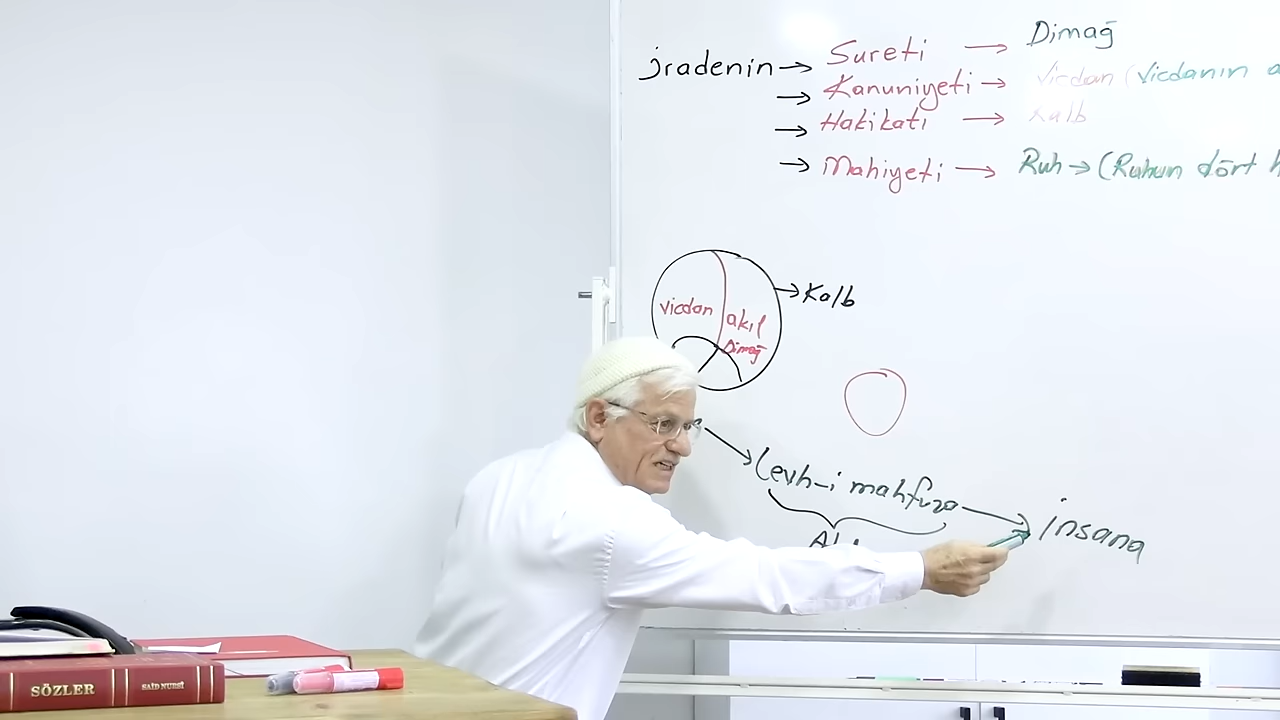 iradenin → Sureti → Dimağ
→ Kanuniyeti → Vicdan (Vicdanın
→ Hakikatı → Kalb
→ Mahiyeti → Ruh → (Ruhun dört
vicdan
akıl
Dimağ
→ Kalb
Levh-i mahfuza → insana
SÖZLER
SAİD NURSİ